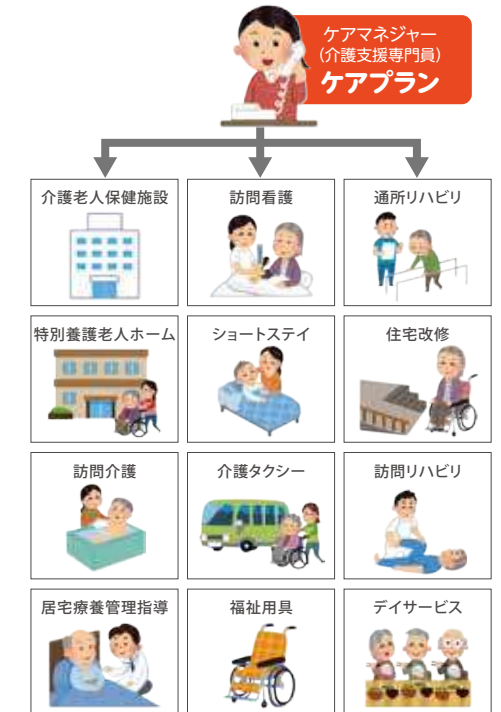 ケアマネジャー
(介護支援専門員)
ケアプラン
介護老人保健施設
訪問看護
通所リハビリ
特別養護老人ホーム
ショートステイ
住宅改修
訪問介護
介護タクシー
訪問リハビリ
居宅療養管理指導
福祉用具
デイサービス